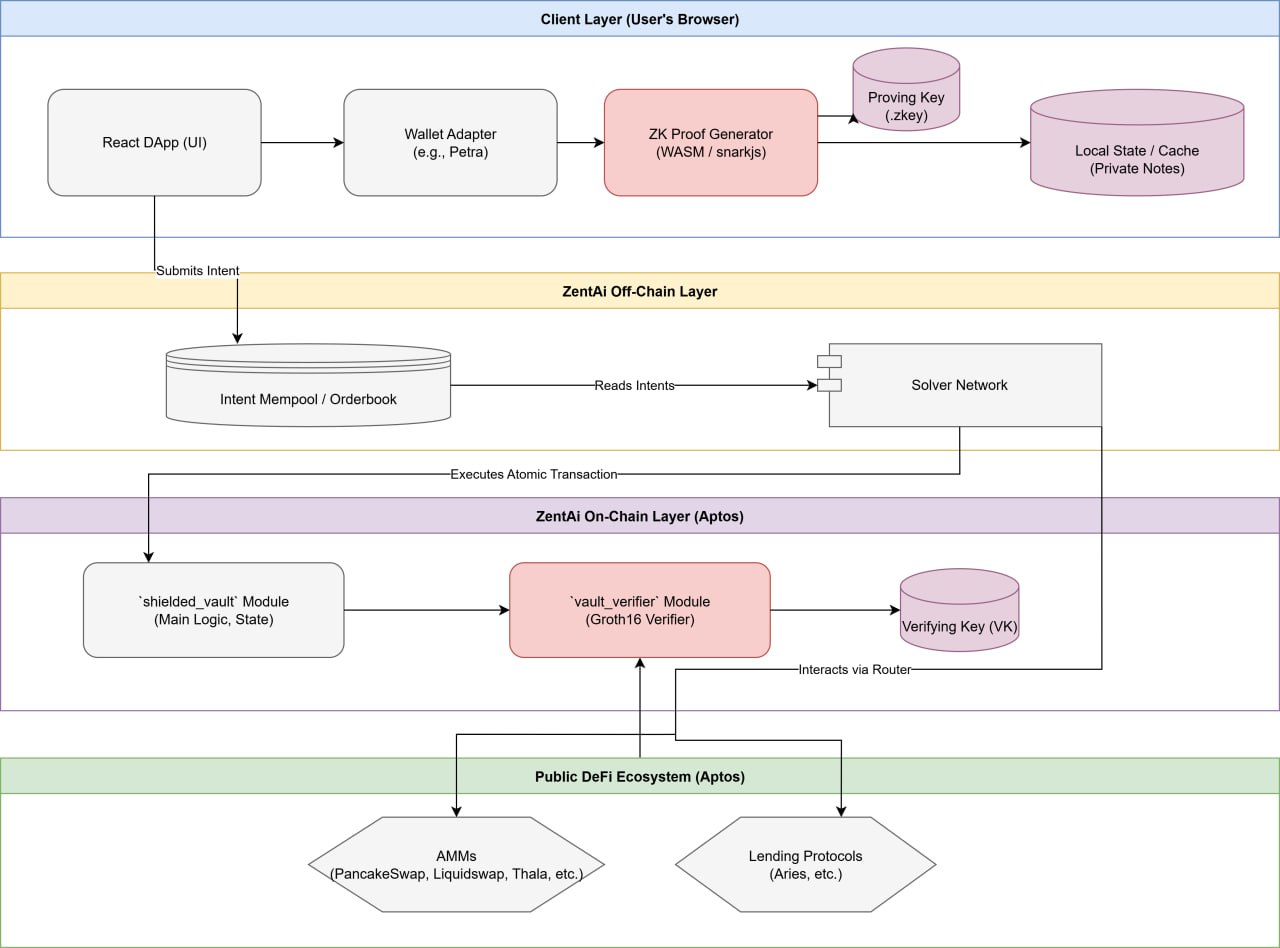 Client Layer (User's Browser)
React DApp (UI)
Wallet Adapter
(e.g., Petra)
ZK Proof Generator
(WASM / snarkjs)
Proving Key
(.zkey)
Local State / Cache
(Private Notes)
Submits Intent
ZentAi Off-Chain Layer
Intent Mempool / Orderbook
Reads Intents
Solver Network
Executes Atomic Transaction
ZentAi On-Chain Layer (Aptos)
`shielded_vault` Module
(Main Logic, State)
`vault_verifier` Module
(Groth16 Verifier)
Verifying Key (VK)
Interacts via Router
Public DeFi Ecosystem (Aptos)
AMMs
(PancakeSwap, Liquidswap, Thala, etc.)
Lending Protocols
(Aries, etc.)